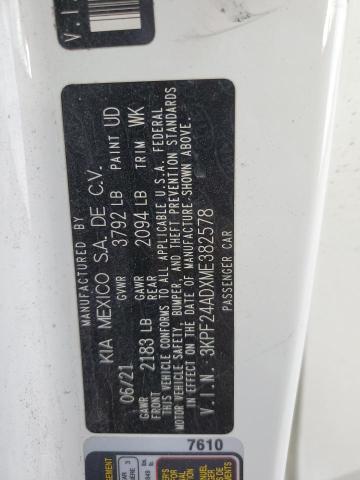 MANUFACTURED BY
KIA MEXICO S.A. DE C.V.
06/21 GVWR 3792 LB PAINT UD
GAWR FRONT 2183 LB GAWR REAR 2094 LB TRIM WK
THIS VEHICLE CONFORMS TO ALL APPLICABLE U.S.A. FEDERAL
MOTOR VEHICLE SAFETY, BUMPER, AND THEFT PREVENTION STANDARDS
IN EFFECT ON THE DATE OF MANUFACTURE SHOWN ABOVE.
V.I.N.: 3KPF24ADXME382578
PASSENGER CAR
7610